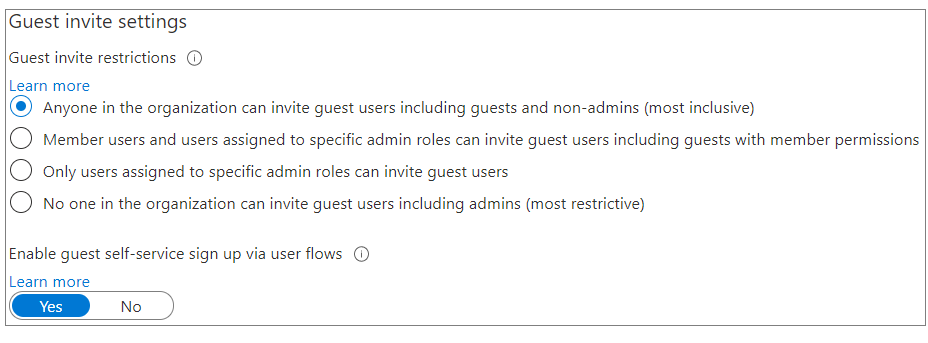 Guest invite settings
Guest invite restrictions
Learn more
Anyone in the organization can invite guest users including guests and non-admins (most inclusive)
Member users and users assigned to specific admin roles can invite guest users including guests with member permissions
Only users assigned to specific admin roles can invite guest users
No one in the organization can invite guest users including admins (most restrictive)
Enable guest self-service sign up via user flows
Learn more
Yes No